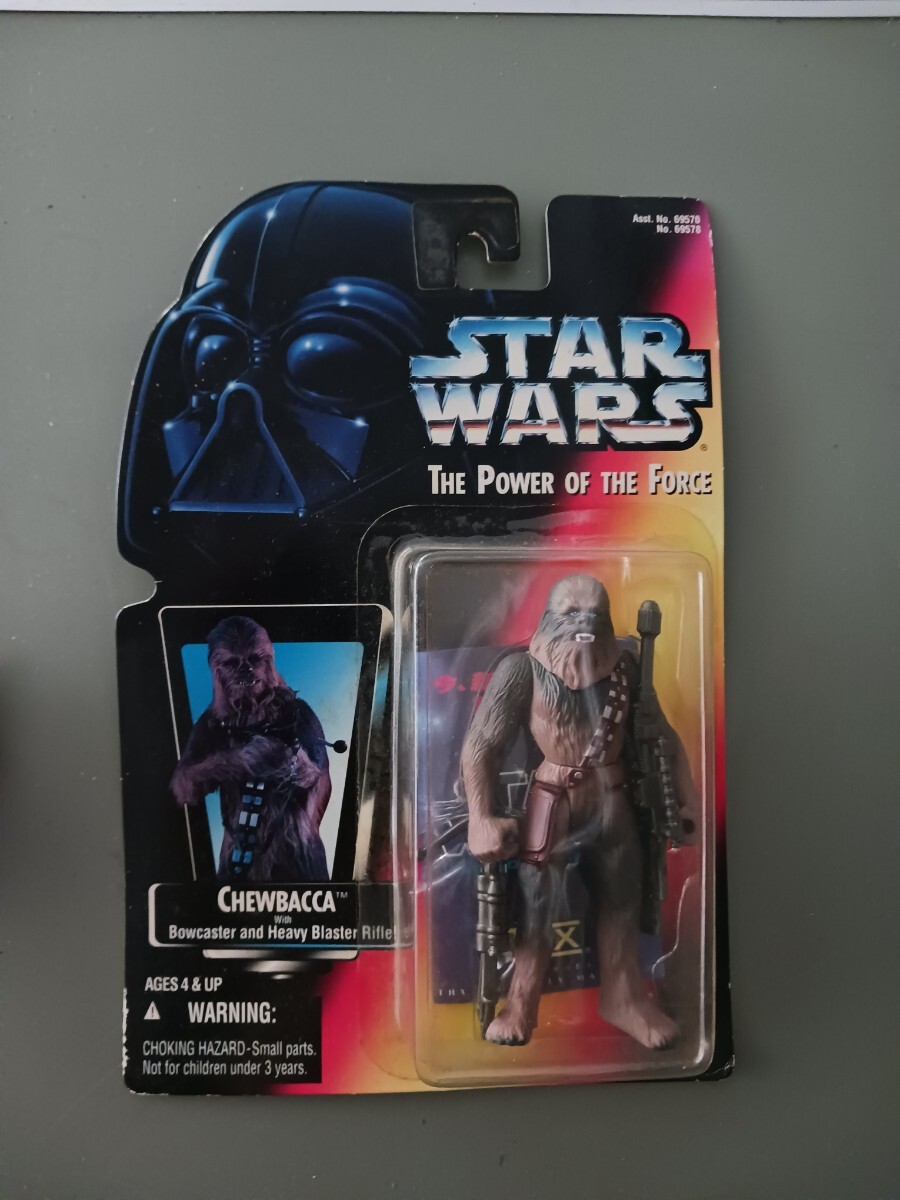 Asst. No. 69570
No. 69578
STAR
WARS®
THE POWER OF THE FORCE
CHEWBACCA™
With
Bowcaster and Heavy Blaster Rifle!
AGES 4 & UP
WARNING:
CHOKING HAZARD-Small parts.
Not for children under 3 years.
X